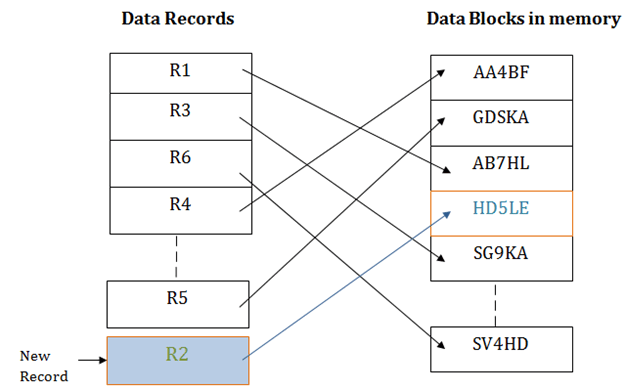 Data Records
Data Blocks in memory
R1
R3
R6
R4
R5
New
Record
R2
AA4BF
GDSKA
AB7HL
HD5LE
SG9KA
SV4HD